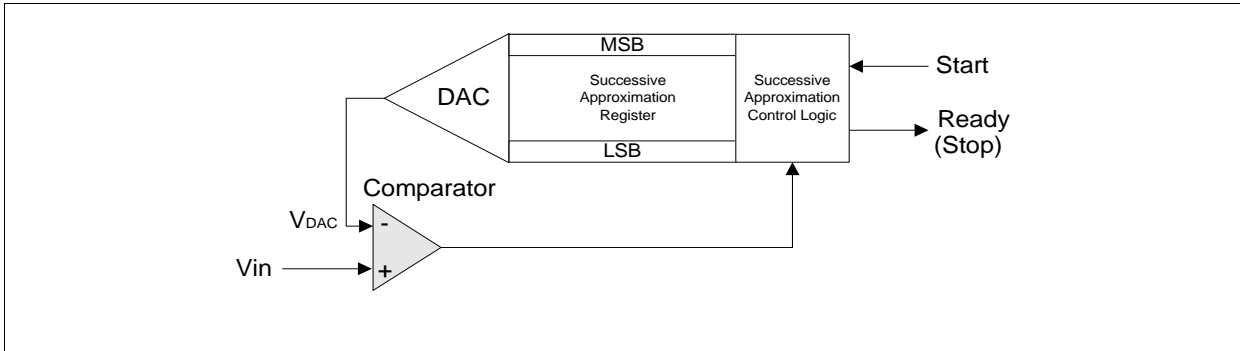 MSB
DAC
Successive
Approximation
Register
Successive
Approximation
Control Logic
LSB
Start
Ready
(Stop)
Comparator
VDAC
-
Vin
+